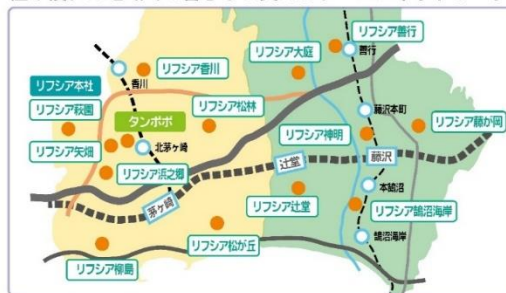 リフシア大庭
リフシア善行
善行
香川
リフシア香川
リフシア本社
リフシア萩園
タンポポ
リフシア松林
藤沢本町
リフシア藤が岡
リフシア神明
リフシア矢畑
北茅ヶ崎
辻堂
藤沢
リフシア浜之郷
本鵠沼
茅ヶ崎
リフシア辻堂
リフシア鵠沼海岸
リフシア松が丘
鵠沼海岸
リフシア柳島